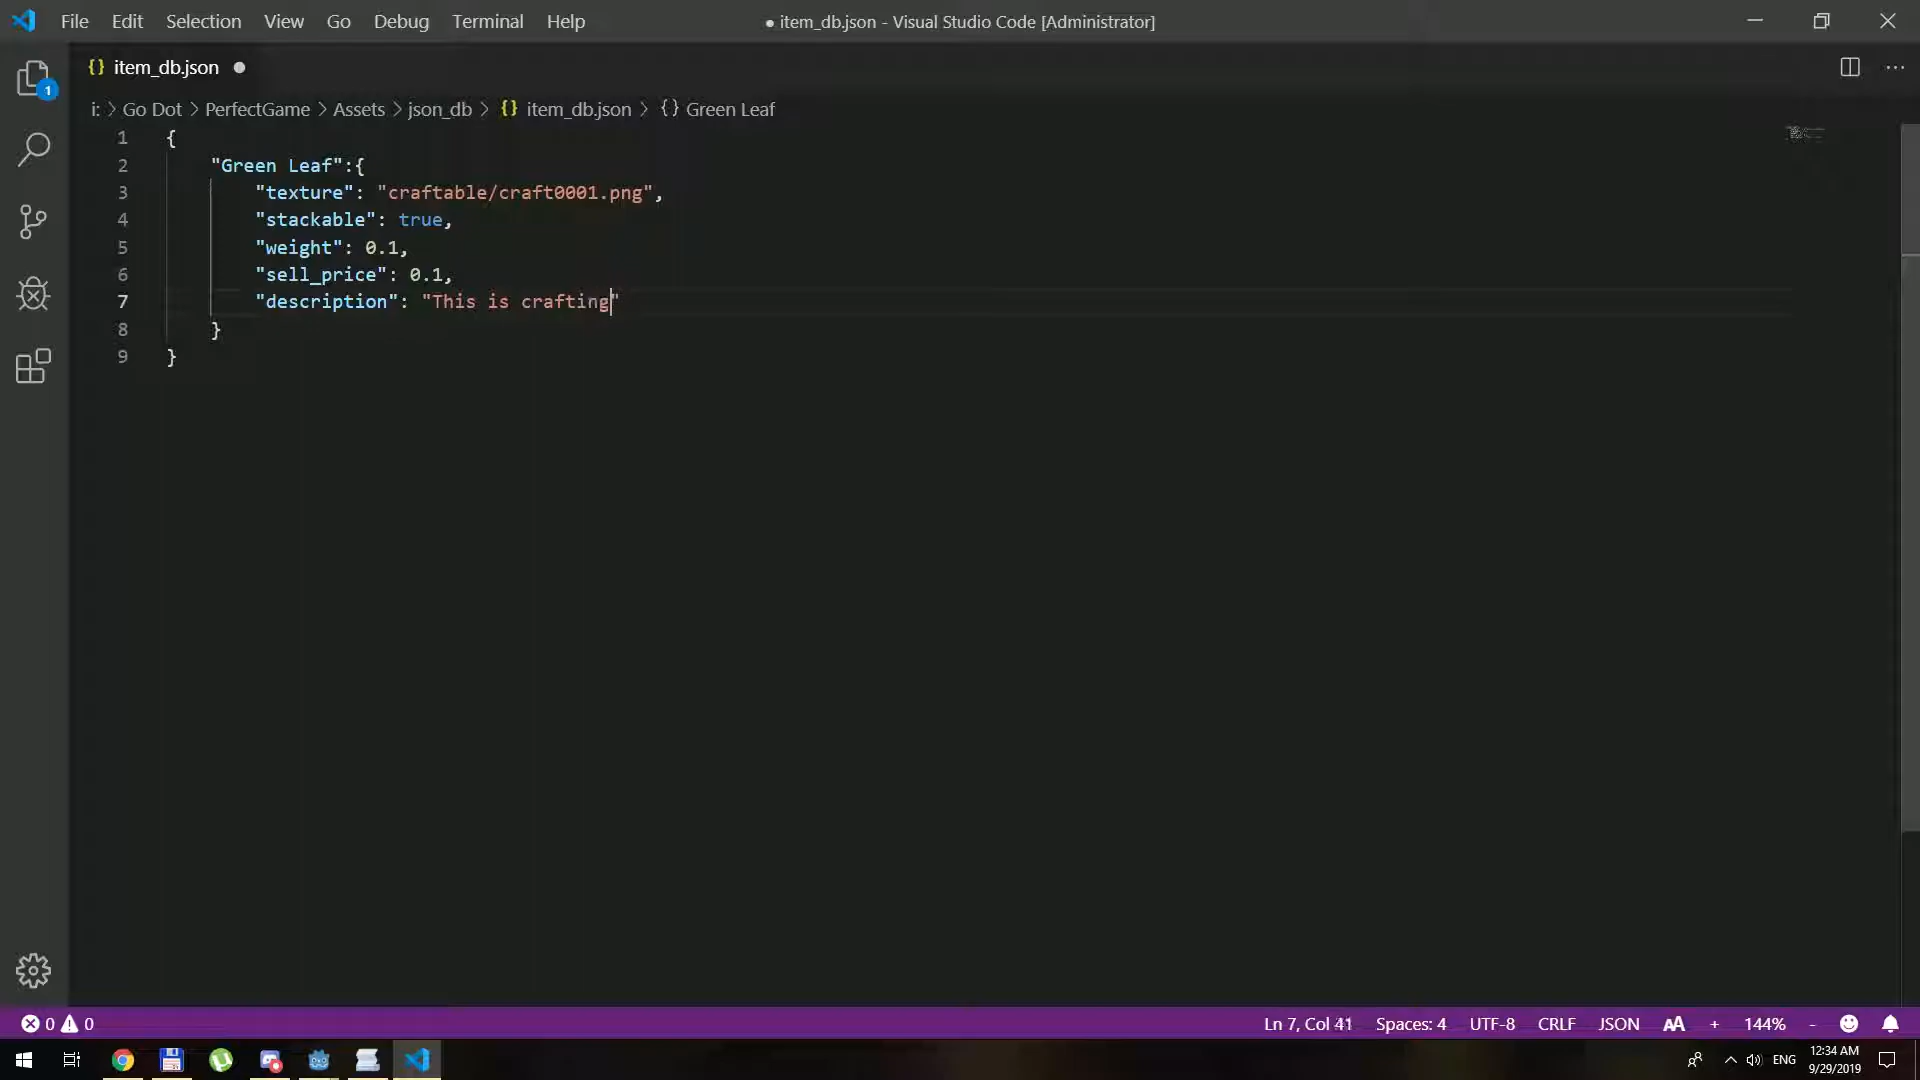 File Edit Selection View Go Debug Terminal Help
● item_db.json - Visual Studio Code [Administrator]
{} item_db.json ●
i: > Go Dot > PerfectGame > Assets > json_db > {} item_db.json > {} Green Leaf
1 {
2     "Green Leaf":{
3         "texture": "craftable/craft0001.png",
4         "stackable": true,
5         "weight": 0.1,
6         "sell_price": 0.1,
7         "description": "This is crafting"
8     }
9 }
1
0 0
Ln 7, Col 41 Spaces: 4 UTF-8 CRLF JSON AA + 144% -
ENG
12:34 AM
9/29/2019